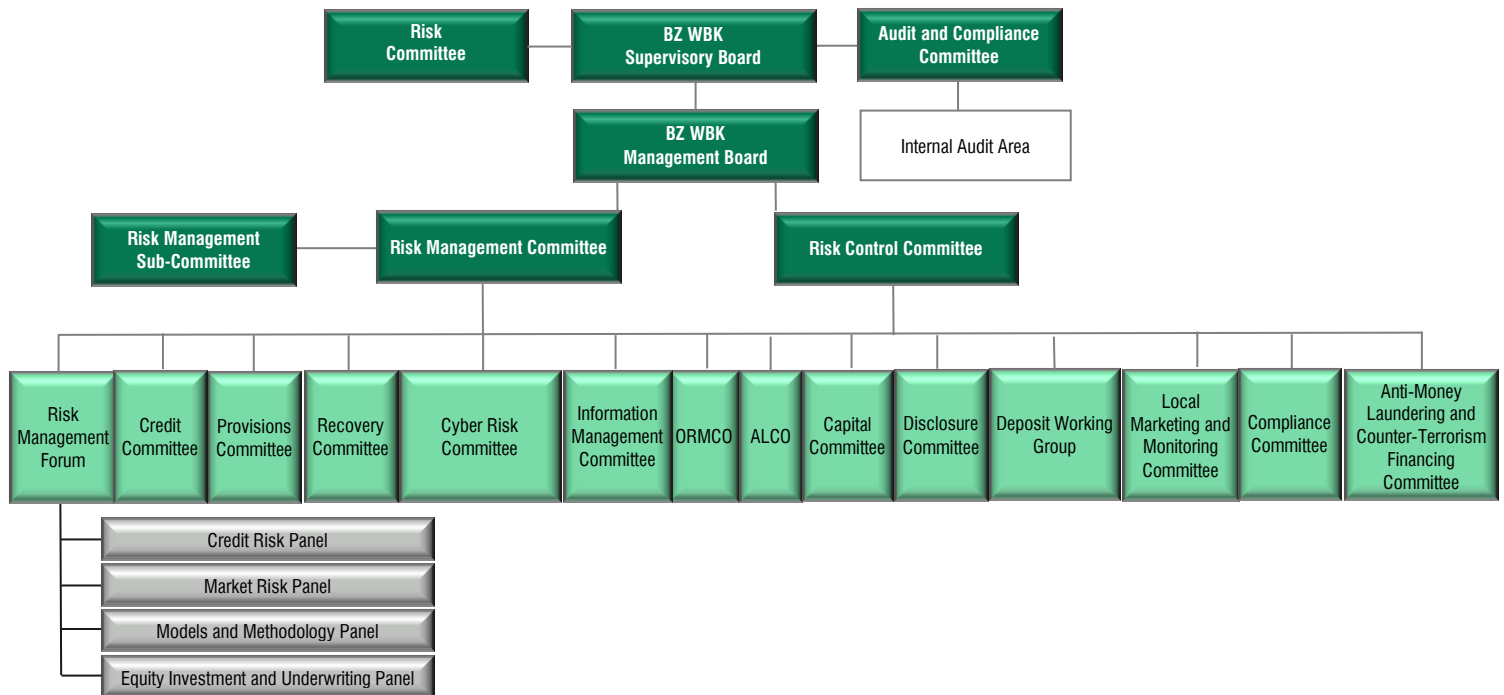 Risk
Committee
BZ WBK
Supervisory Board
Audit and Compliance
Committee
BZ WBK
Management Board
Internal Audit Area
Risk Management
Sub-Committee
Risk Management Committee
Risk Control Committee
Risk
Management
Forum
Credit
Committee
Provisions
Committee
Recovery
Committee
Cyber Risk
Committee
Information
Management
Committee
ORMCO
ALCO
Capital
Committee
Disclosure
Committee
Deposit Working
Group
Local
Marketing and
Monitoring
Committee
Compliance
Committee
Anti-Money
Laundering and
Counter-Terrorism
Financing
Committee
Credit Risk Panel
Market Risk Panel
Models and Methodology Panel
Equity Investment and Underwriting Panel